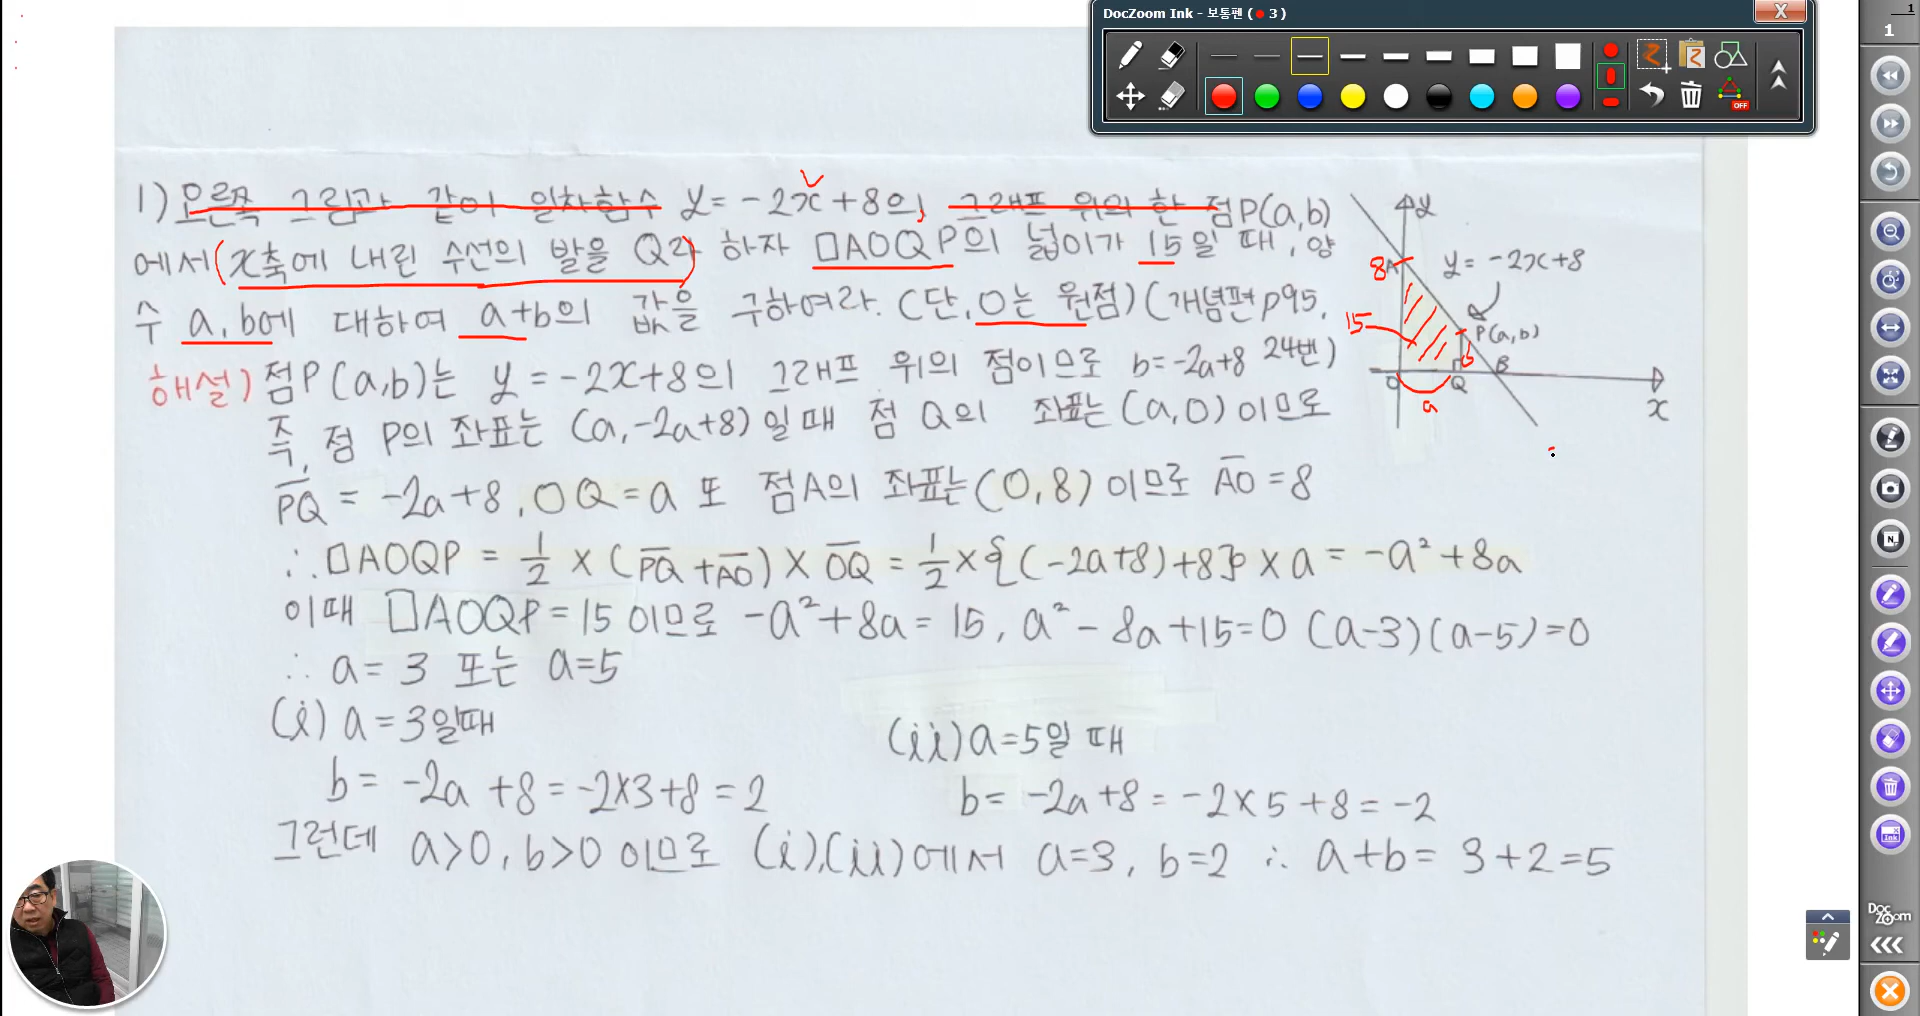 DocZoom Ink - 보통펜 ( 3 )
X
OFF
1
1
1) 오른쪽 그림과 같이 일차함수 y = -2x+8의, 그래프 위의 한 점P(a,b)
에서 (x축에 내린 수선의 발을 Q라) 하자 □AOQP의 넓이가 15일 때, 양
수 a, b에 대하여 a+b의 값을 구하여라. (단, O는 원점) (개념편 p95,
24번)
해설) 점P(a,b)는 y = -2x+8의 그래프 위의 점이므로 b=-2a+8
즉, 점 P의 좌표는 (a, -2a+8) 일때 점 Q의 좌표는 (a, 0) 이므로
P̅Q̅ = -2a+8, OQ = a 또 점A의 좌표는 (0, 8) 이므로 A̅O̅ = 8
∴ □AOQP = 1/2 × (P̅Q̅ + A̅O̅) × O̅Q̅ = 1/2 × {(-2a+8)+8} × a = -a²+8a
이때 □AOQP = 15 이므로 -a²+8a = 15, a² - 8a +15=0 (a-3)(a-5)=0
∴ a = 3 또는 a=5
(i) a = 3일때
b = -2a +8 = -2×3+8 = 2
(ii) a=5일 때
b = -2a+8 = -2×5+8 = -2
그런데 a>0, b>0 이므로 (i),(ii)에서 a=3, b=2 ∴ a+b = 3+2=5
y
8
A
y = -2x+8
15
P(a,b)
b
O
Q
B
a
x
N
Ink
Doc Zoom